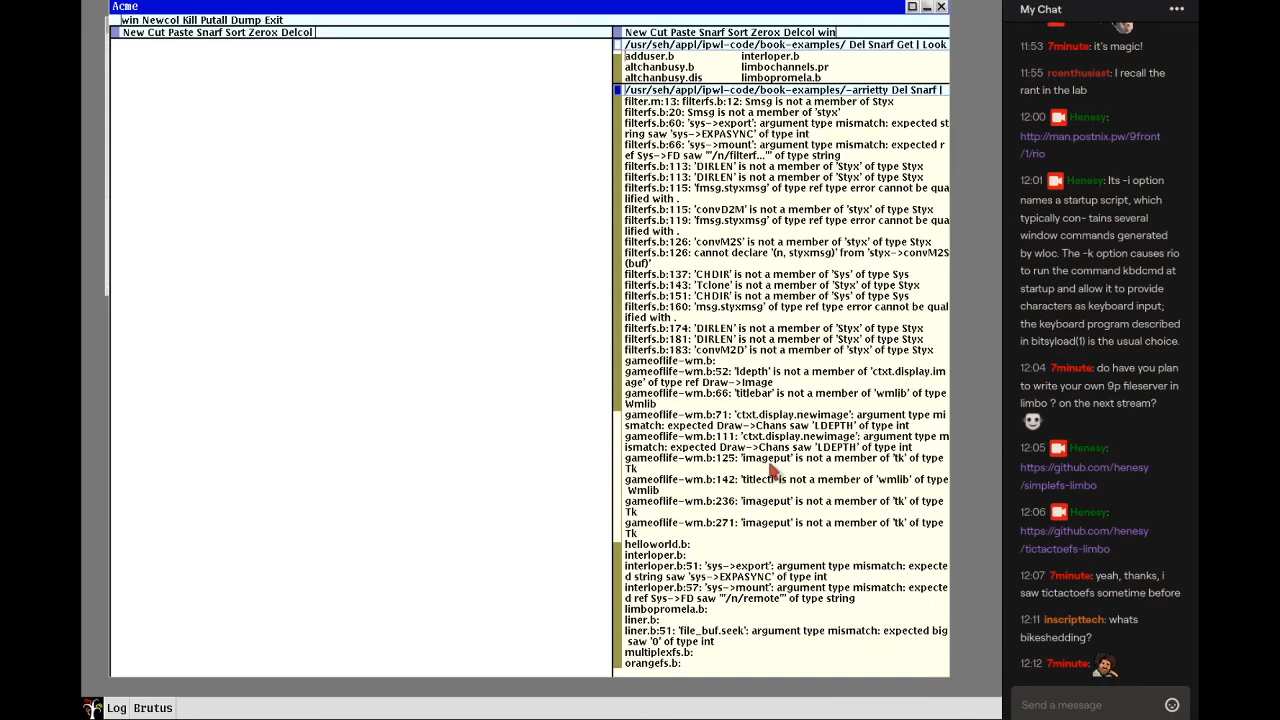 Acme
win Newcol Kill Putall Dump Exit
New Cut Paste Snarf Sort Zerox Delcol
New Cut Paste Snarf Sort Zerox Delcol win
/usr/seh/appl/ipwl-code/book-examples/ Del Snarf Get | Look
adduser.b interloper.b
altchanbusy.b limbochannels.pr
altchanbusy.dis limbopromela.b
/usr/seh/appl/ipwl-code/book-examples/-arrietty Del Snarf |
filter.m:13: filterfs.b:12: Smsg is not a member of Styx
filterfs.b:20: Smsg is not a member of 'styx'
filterfs.b:60: 'sys->export': argument type mismatch: expected st
ring saw 'sys->EXPASYNC' of type int
filterfs.b:66: 'sys->mount': argument type mismatch: expected r
ef Sys->FD saw '"/n/filterf..."' of type string
filterfs.b:113: 'DIRLEN' is not a member of 'Styx' of type Styx
filterfs.b:113: 'DIRLEN' is not a member of 'Styx' of type Styx
filterfs.b:115: 'fmsg.styxmsg' of type ref type error cannot be qua
lified with .
filterfs.b:115: 'convD2M' is not a member of 'styx' of type Styx
filterfs.b:119: 'fmsg.styxmsg' of type ref type error cannot be qua
lified with .
filterfs.b:126: 'convM2S' is not a member of 'styx' of type Styx
filterfs.b:126: cannot declare '(n, styxmsg)' from 'styx->convM2S
(buf)'
filterfs.b:137: 'CHDIR' is not a member of 'Sys' of type Sys
filterfs.b:143: 'Tclone' is not a member of 'Styx' of type Styx
filterfs.b:151: 'CHDIR' is not a member of 'Sys' of type Sys
filterfs.b:160: 'msg.styxmsg' of type ref type error cannot be qual
ified with .
filterfs.b:174: 'DIRLEN' is not a member of 'Styx' of type Styx
filterfs.b:181: 'DIRLEN' is not a member of 'Styx' of type Styx
filterfs.b:183: 'convM2D' is not a member of 'styx' of type Styx
gameoflife-wm.b:
gameoflife-wm.b:52: 'ldepth' is not a member of 'ctxt.display.im
age' of type ref Draw->Image
gameoflife-wm.b:66: 'titlebar' is not a member of 'wmlib' of type
Wmlib
gameoflife-wm.b:71: 'ctxt.display.newimage': argument type mi
smatch: expected Draw->Chans saw 'LDEPTH' of type int
gameoflife-wm.b:111: 'ctxt.display.newimage': argument type m
ismatch: expected Draw->Chans saw 'LDEPTH' of type int
gameoflife-wm.b:125: 'imageput' is not a member of 'tk' of type
Tk
gameoflife-wm.b:142: 'titlectl' is not a member of 'wmlib' of type
Wmlib
gameoflife-wm.b:236: 'imageput' is not a member of 'tk' of type
Tk
gameoflife-wm.b:271: 'imageput' is not a member of 'tk' of type
Tk
helloworld.b:
interloper.b:
interloper.b:51: 'sys->export': argument type mismatch: expecte
d string saw 'sys->EXPASYNC' of type int
interloper.b:57: 'sys->mount': argument type mismatch: expecte
d ref Sys->FD saw '"/n/remote"' of type string
limbopromela.b:
liner.b:
liner.b:51: 'file_buf.seek': argument type mismatch: expected big
saw '0' of type int
multiplexfs.b:
orangefs.b:
Log Brutus
My Chat
11:53 7minute: it's magic!
11:55 rcenthusiast: I recall the
rant in the lab
12:00 Henesy:
http://man.postnix.pw/9front
/1/rio
12:01 Henesy: Its -i option
names a startup script, which
typically con- tains several
window commands generated
by wloc. The -k option causes rio
to run the command kbdcmd at
startup and allow it to provide
characters as keyboard input;
the keyboard program described
in bitsyload(1) is the usual choice.
12:04 7minute: do have you plan
to write your own 9p fileserver in
limbo ? on the next stream?
12:05 Henesy:
https://github.com/henesy
/simplefs-limbo
12:06 Henesy:
https://github.com/henesy
/tictactoefs-limbo
12:07 7minute: yeah, thanks, i
saw tictactoefs sometime before
12:11 inscripttech: whats
bikeshedding?
12:12 7minute:
Send a message